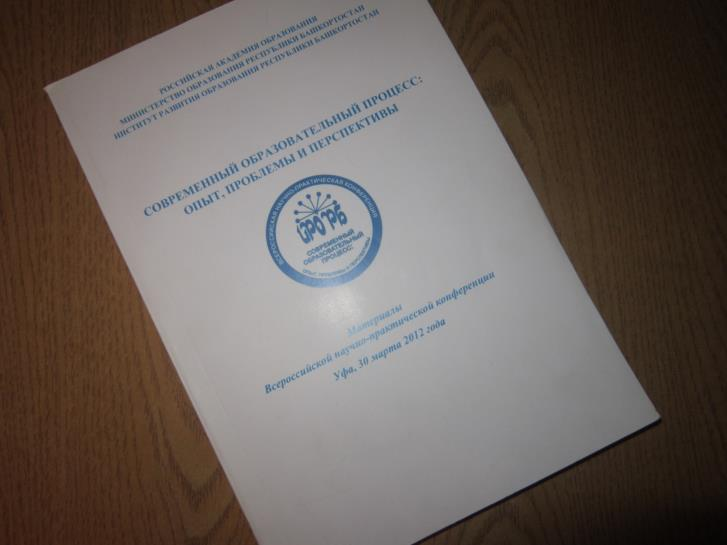 РОССИЙСКАЯ АКАДЕМИЯ ОБРАЗОВАНИЯ
МИНИСТЕРСТВО ОБРАЗОВАНИЯ РЕСПУБЛИКИ БАШКОРТОСТАН
ИНСТИТУТ РАЗВИТИЯ ОБРАЗОВАНИЯ РЕСПУБЛИКИ БАШКОРТОСТАН
СОВРЕМЕННЫЙ ОБРАЗОВАТЕЛЬНЫЙ ПРОЦЕСС:
ОПЫТ, ПРОБЛЕМЫ И ПЕРСПЕКТИВЫ
ВСЕРОССИЙСКАЯ НАУЧНО-ПРАКТИЧЕСКАЯ КОНФЕРЕНЦИЯ
ИРО РБ
СОВРЕМЕННЫЙ
ОБРАЗОВАТЕЛЬНЫЙ
ПРОЦЕСС:
ОПЫТ, ПРОБЛЕМЫ И ПЕРСПЕКТИВЫ
Материалы
Всероссийской научно-практической конференции
Уфа, 30 марта 2012 года